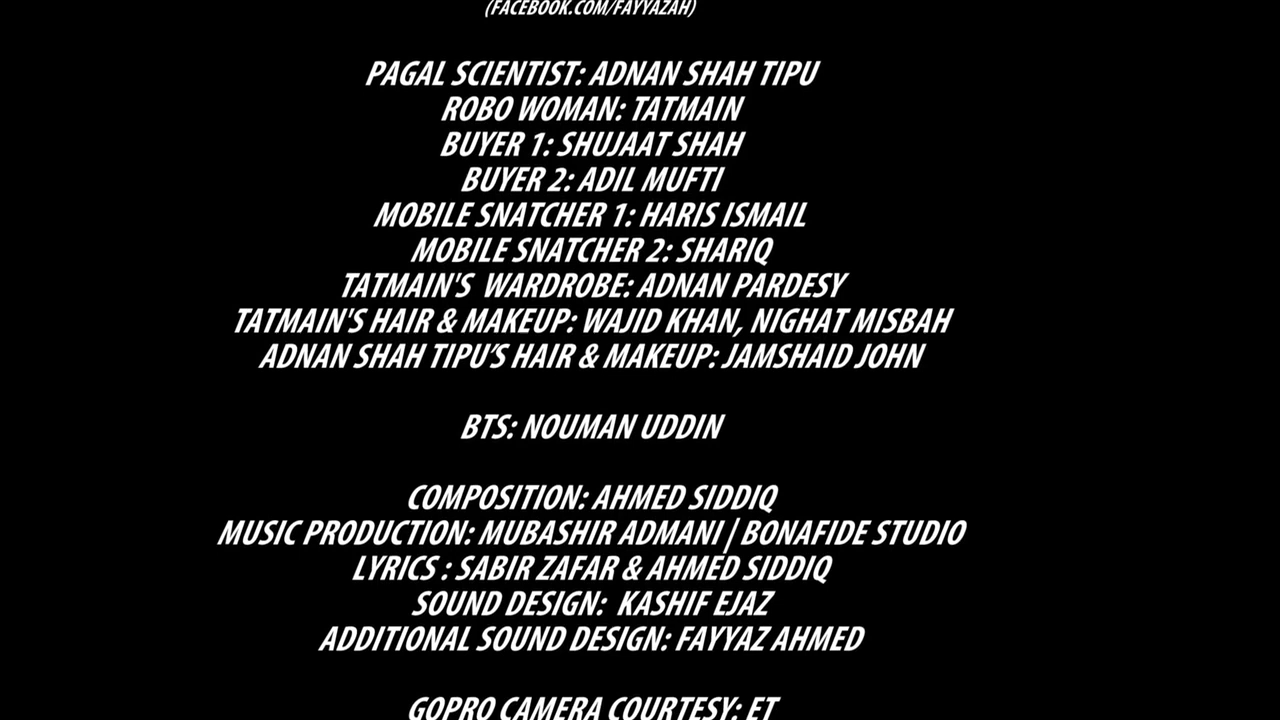 (FACEBOOK.COM/FAYYAZAH)
PAGAL SCIENTIST: ADNAN SHAH TIPU
ROBO WOMAN: TATMAIN
BUYER 1: SHUJAAT SHAH
BUYER 2: ADIL MUFTI
MOBILE SNATCHER 1: HARIS ISMAIL
MOBILE SNATCHER 2: SHARIQ
TATMAIN'S  WARDROBE: ADNAN PARDESY
TATMAIN'S HAIR & MAKEUP: WAJID KHAN, NIGHAT MISBAH
ADNAN SHAH TIPU’S HAIR & MAKEUP: JAMSHAID JOHN
BTS: NOUMAN UDDIN
COMPOSITION: AHMED SIDDIQ
MUSIC PRODUCTION: MUBASHIR ADMANI | BONAFIDE STUDIO
LYRICS : SABIR ZAFAR & AHMED SIDDIQ
SOUND DESIGN:  KASHIF EJAZ
ADDITIONAL SOUND DESIGN: FAYYAZ AHMED
GOPRO CAMERA COURTESY: ET